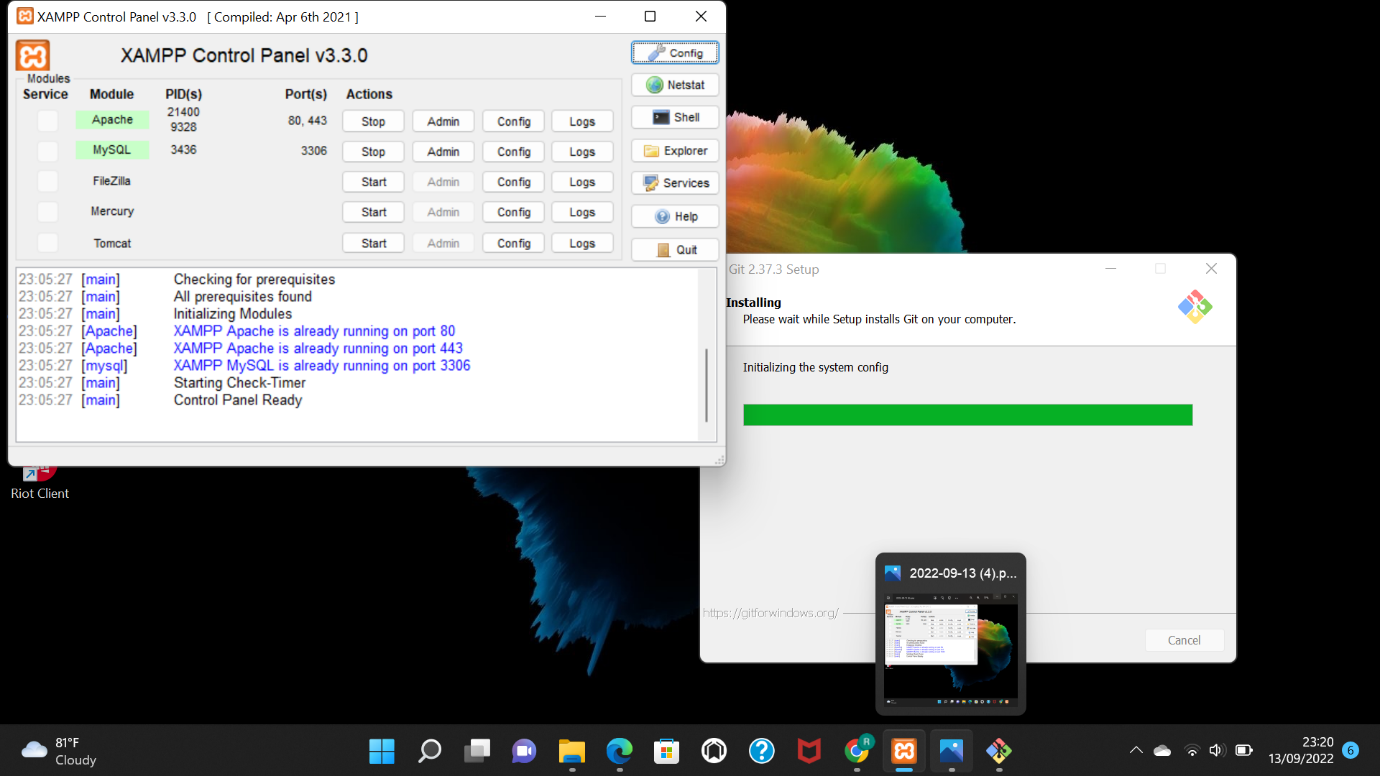 XAMPP Control Panel v3.3.0 [ Compiled: Apr 6th 2021 ]
XAMPP Control Panel v3.3.0
Config
Modules
Service Module PID(s) Port(s) Actions
Netstat
Apache 21400 9328 80, 443 Stop Admin Config Logs
Shell
MySQL 3436 3306 Stop Admin Config Logs
Explorer
FileZilla Start Admin Config Logs
Services
Mercury Start Admin Config Logs
Help
Tomcat Start Admin Config Logs
Quit
23:05:27 [main] Checking for prerequisites
23:05:27 [main] All prerequisites found
23:05:27 [main] Initializing Modules
23:05:27 [Apache] XAMPP Apache is already running on port 80
23:05:27 [Apache] XAMPP Apache is already running on port 443
23:05:27 [mysql] XAMPP MySQL is already running on port 3306
23:05:27 [main] Starting Check-Timer
23:05:27 [main] Control Panel Ready
Riot Client
Git 2.37.3 Setup
Installing
Please wait while Setup installs Git on your computer.
Initializing the system config
https://gitforwindows.org/
Cancel
2022-09-13 (4).p...
81°F
Cloudy
R
23:20
13/09/2022
6